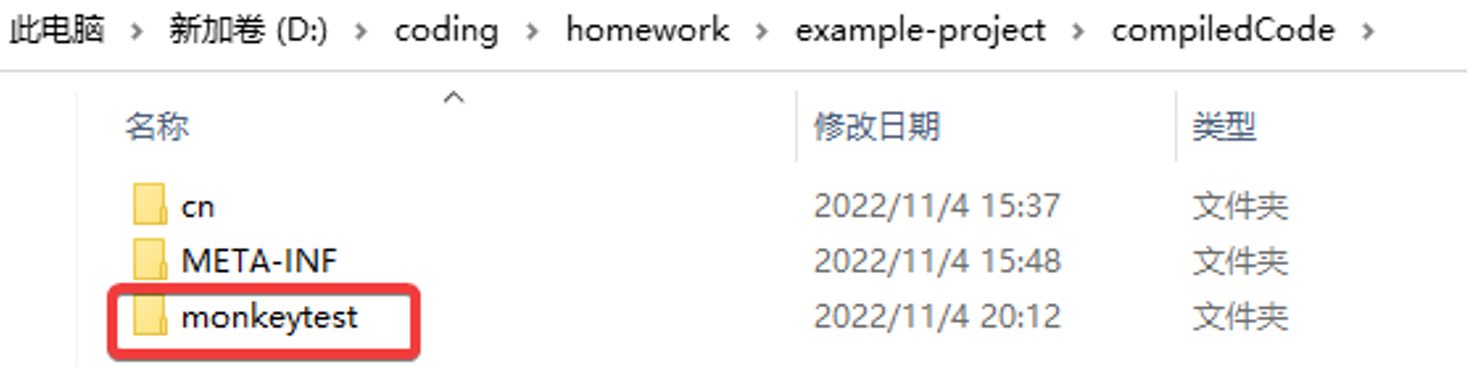 此电脑 > 新加卷 (D:) > coding > homework > example-project > compiledCode >
名称 修改日期 类型
cn 2022/11/4 15:37 文件夹
META-INF 2022/11/4 15:48 文件夹
monkeytest 2022/11/4 20:12 文件夹